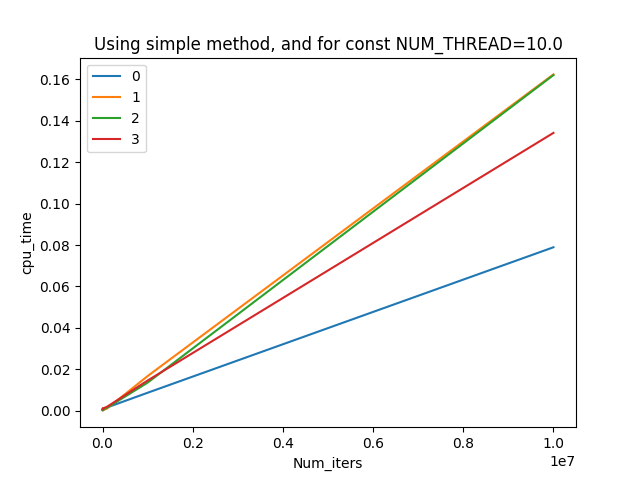 Using simple method, and for const NUM_THREAD=10.0
0
1
2
3
0.16
0.14
0.12
0.10
0.08
0.06
0.04
0.02
0.00
cpu_time
0.0 0.2 0.4 0.6 0.8 1.0
1e7
Num_iters